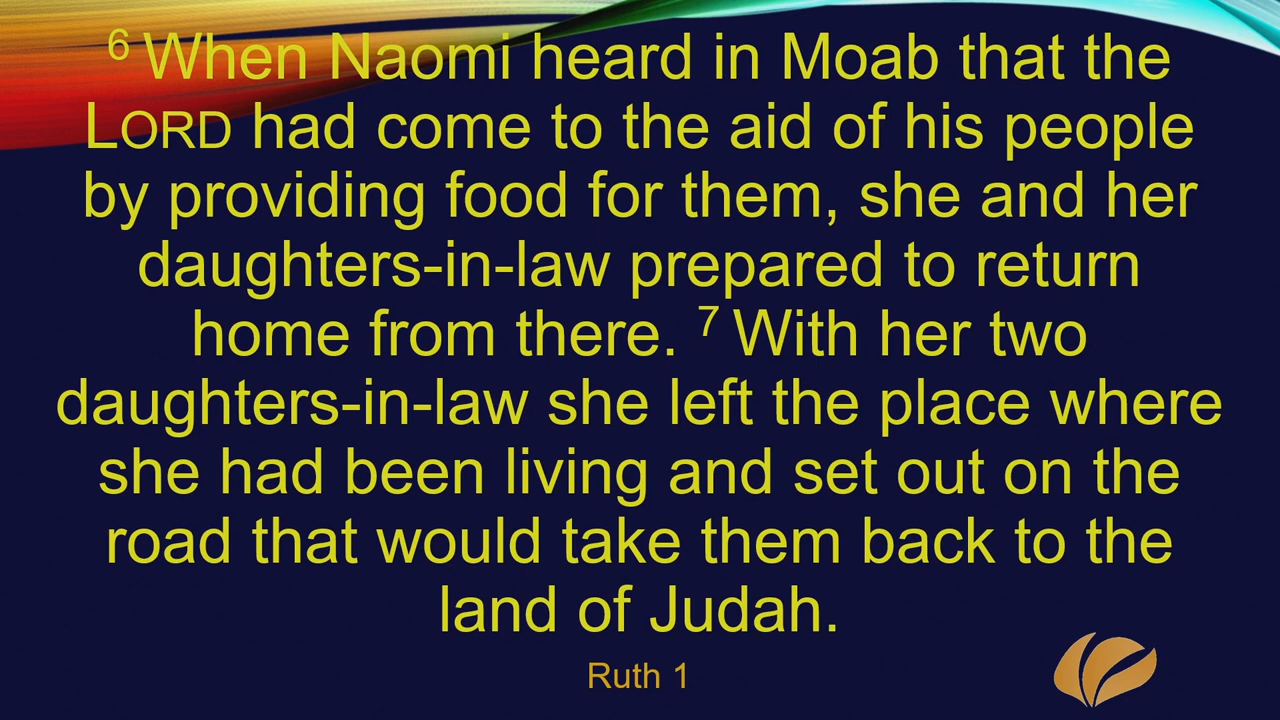 ⁶ When Naomi heard in Moab that the
LORD had come to the aid of his people
by providing food for them, she and her
daughters-in-law prepared to return
home from there. ⁷ With her two
daughters-in-law she left the place where
she had been living and set out on the
road that would take them back to the
land of Judah.
Ruth 1